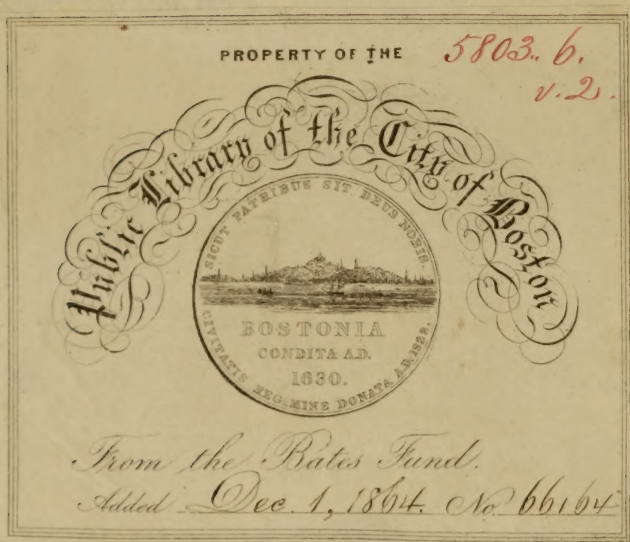 PROPERTY OF THE
5803.. 6.
v. 2.
Public Library of the City of Boston
SICUT PATRIBUS SIT DEUS NOBIS.
BOSTONIA
CONDITA A.D.
1630.
CIVITATIS REGIMINE DONATA A.D. 1822.
From the Bates Fund.
Added Dec. 1, 1864. No 66164